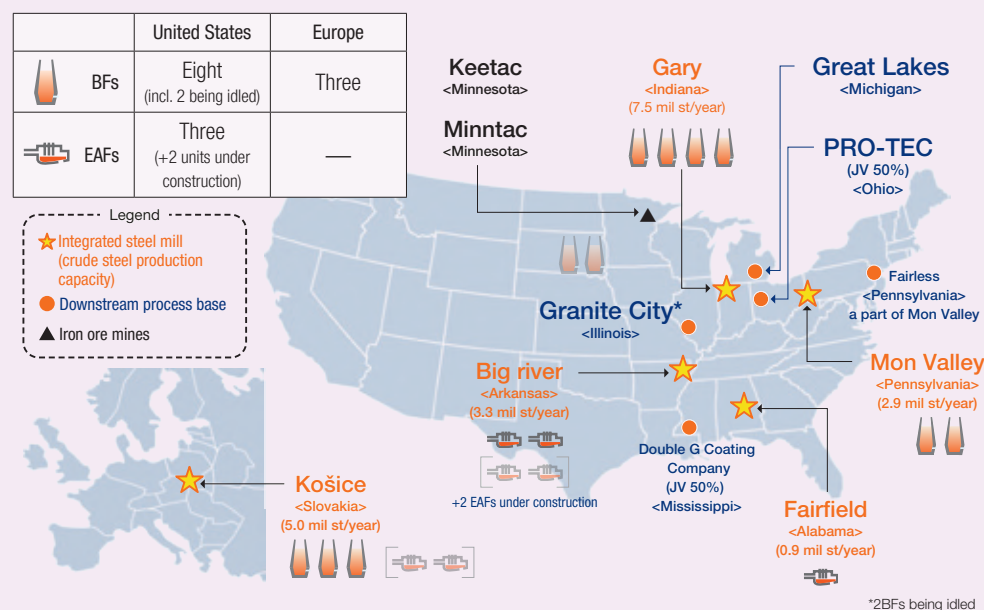 United States Europe
BFs Eight Three
(incl. 2 being idled)
EAFs Three —
(+2 units under
construction)
Legend
Integrated steel mill
(crude steel production
capacity)
Downstream process base
Iron ore mines
Keetac
<Minnesota>
Minntac
<Minnesota>
Gary
<Indiana>
(7.5 mil st/year)
Great Lakes
<Michigan>
PRO-TEC
(JV 50%)
<Ohio>
Fairless
<Pennsylvania>
a part of Mon Valley
Granite City*
<Illinois>
Mon Valley
<Pennsylvania>
(2.9 mil st/year)
Big river
<Arkansas>
(3.3 mil st/year)
+2 EAFs under construction
Double G Coating
Company
(JV 50%)
<Mississippi>
Fairfield
<Alabama>
(0.9 mil st/year)
Košice
<Slovakia>
(5.0 mil st/year)
*2BFs being idled